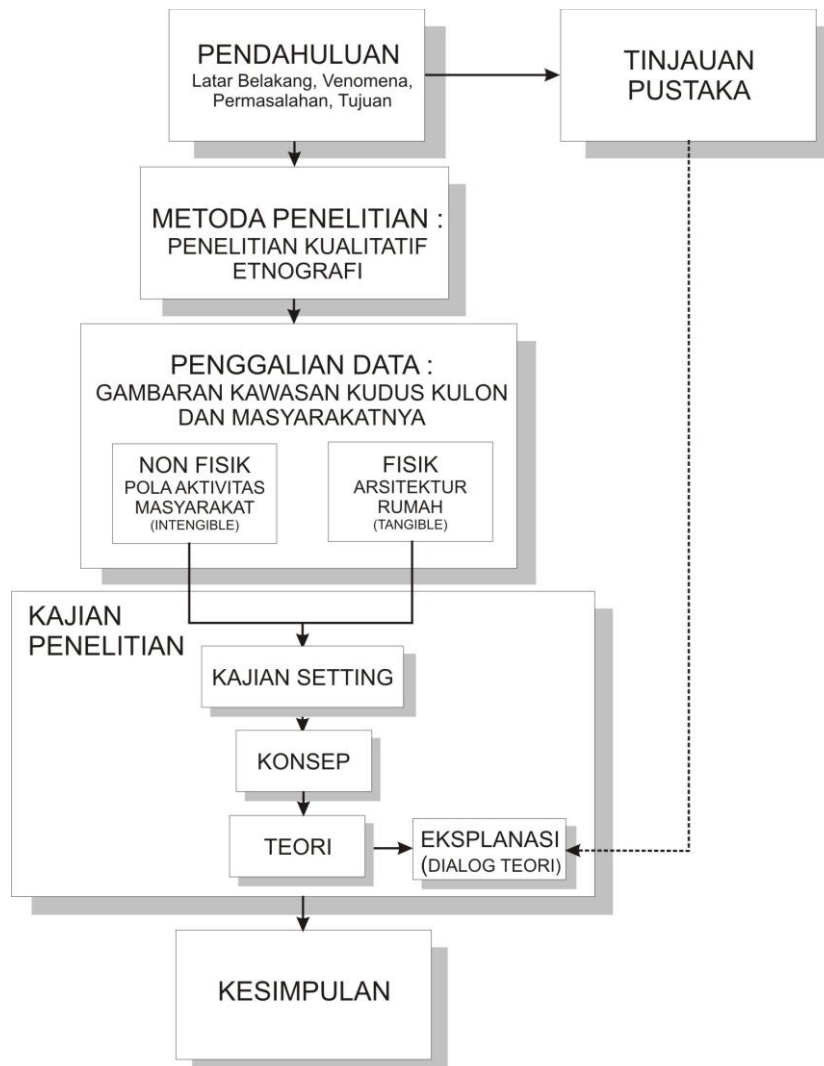 PENDAHULUAN
Latar Belakang, Venomena,
Permasalahan, Tujuan
TINJAUAN
PUSTAKA
METODA PENELITIAN :
PENELITIAN KUALITATIF
ETNOGRAFI
PENGGALIAN DATA :
GAMBARAN KAWASAN KUDUS KULON
DAN MASYARAKATNYA
NON FISIK
POLA AKTIVITAS
MASYARAKAT
(INTENGIBLE)
FISIK
ARSITEKTUR
RUMAH
(TANGIBLE)
KAJIAN
PENELITIAN
KAJIAN SETTING
KONSEP
TEORI
EKSPLANASI
(DIALOG TEORI)
KESIMPULAN